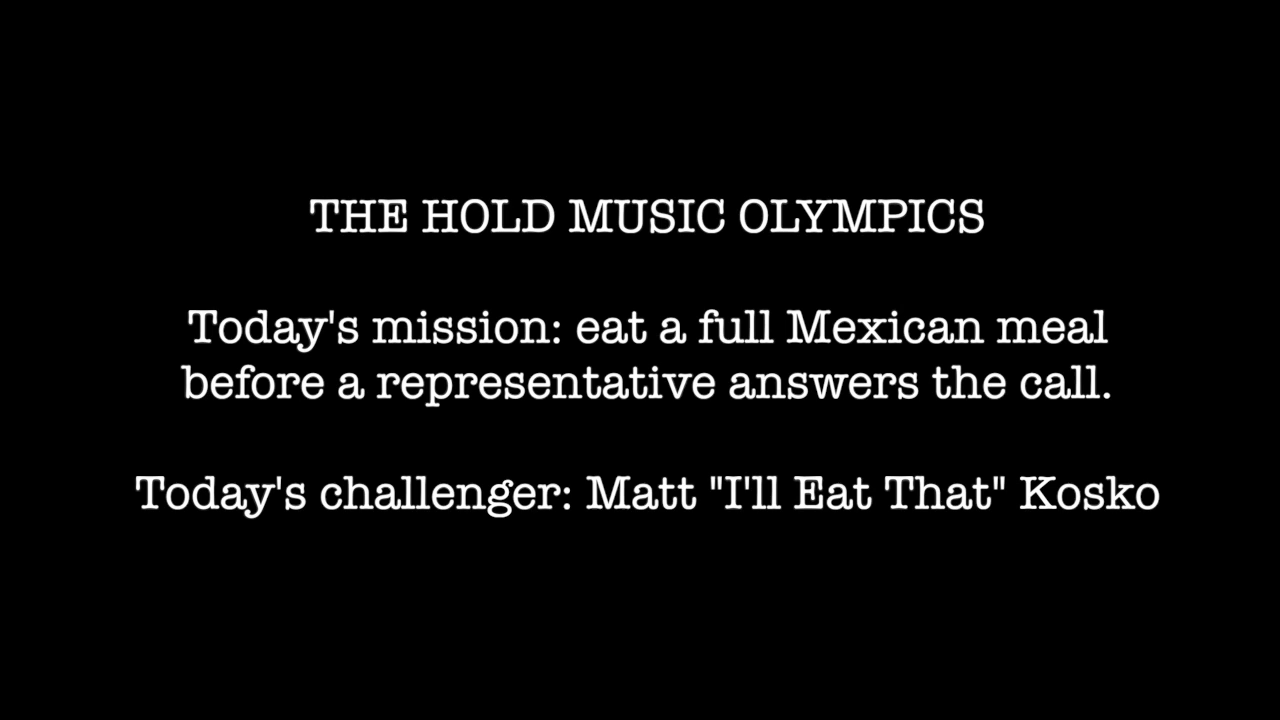 THE HOLD MUSIC OLYMPICS
Today's mission: eat a full Mexican meal
before a representative answers the call.
Today's challenger: Matt "I'll Eat That" Kosko